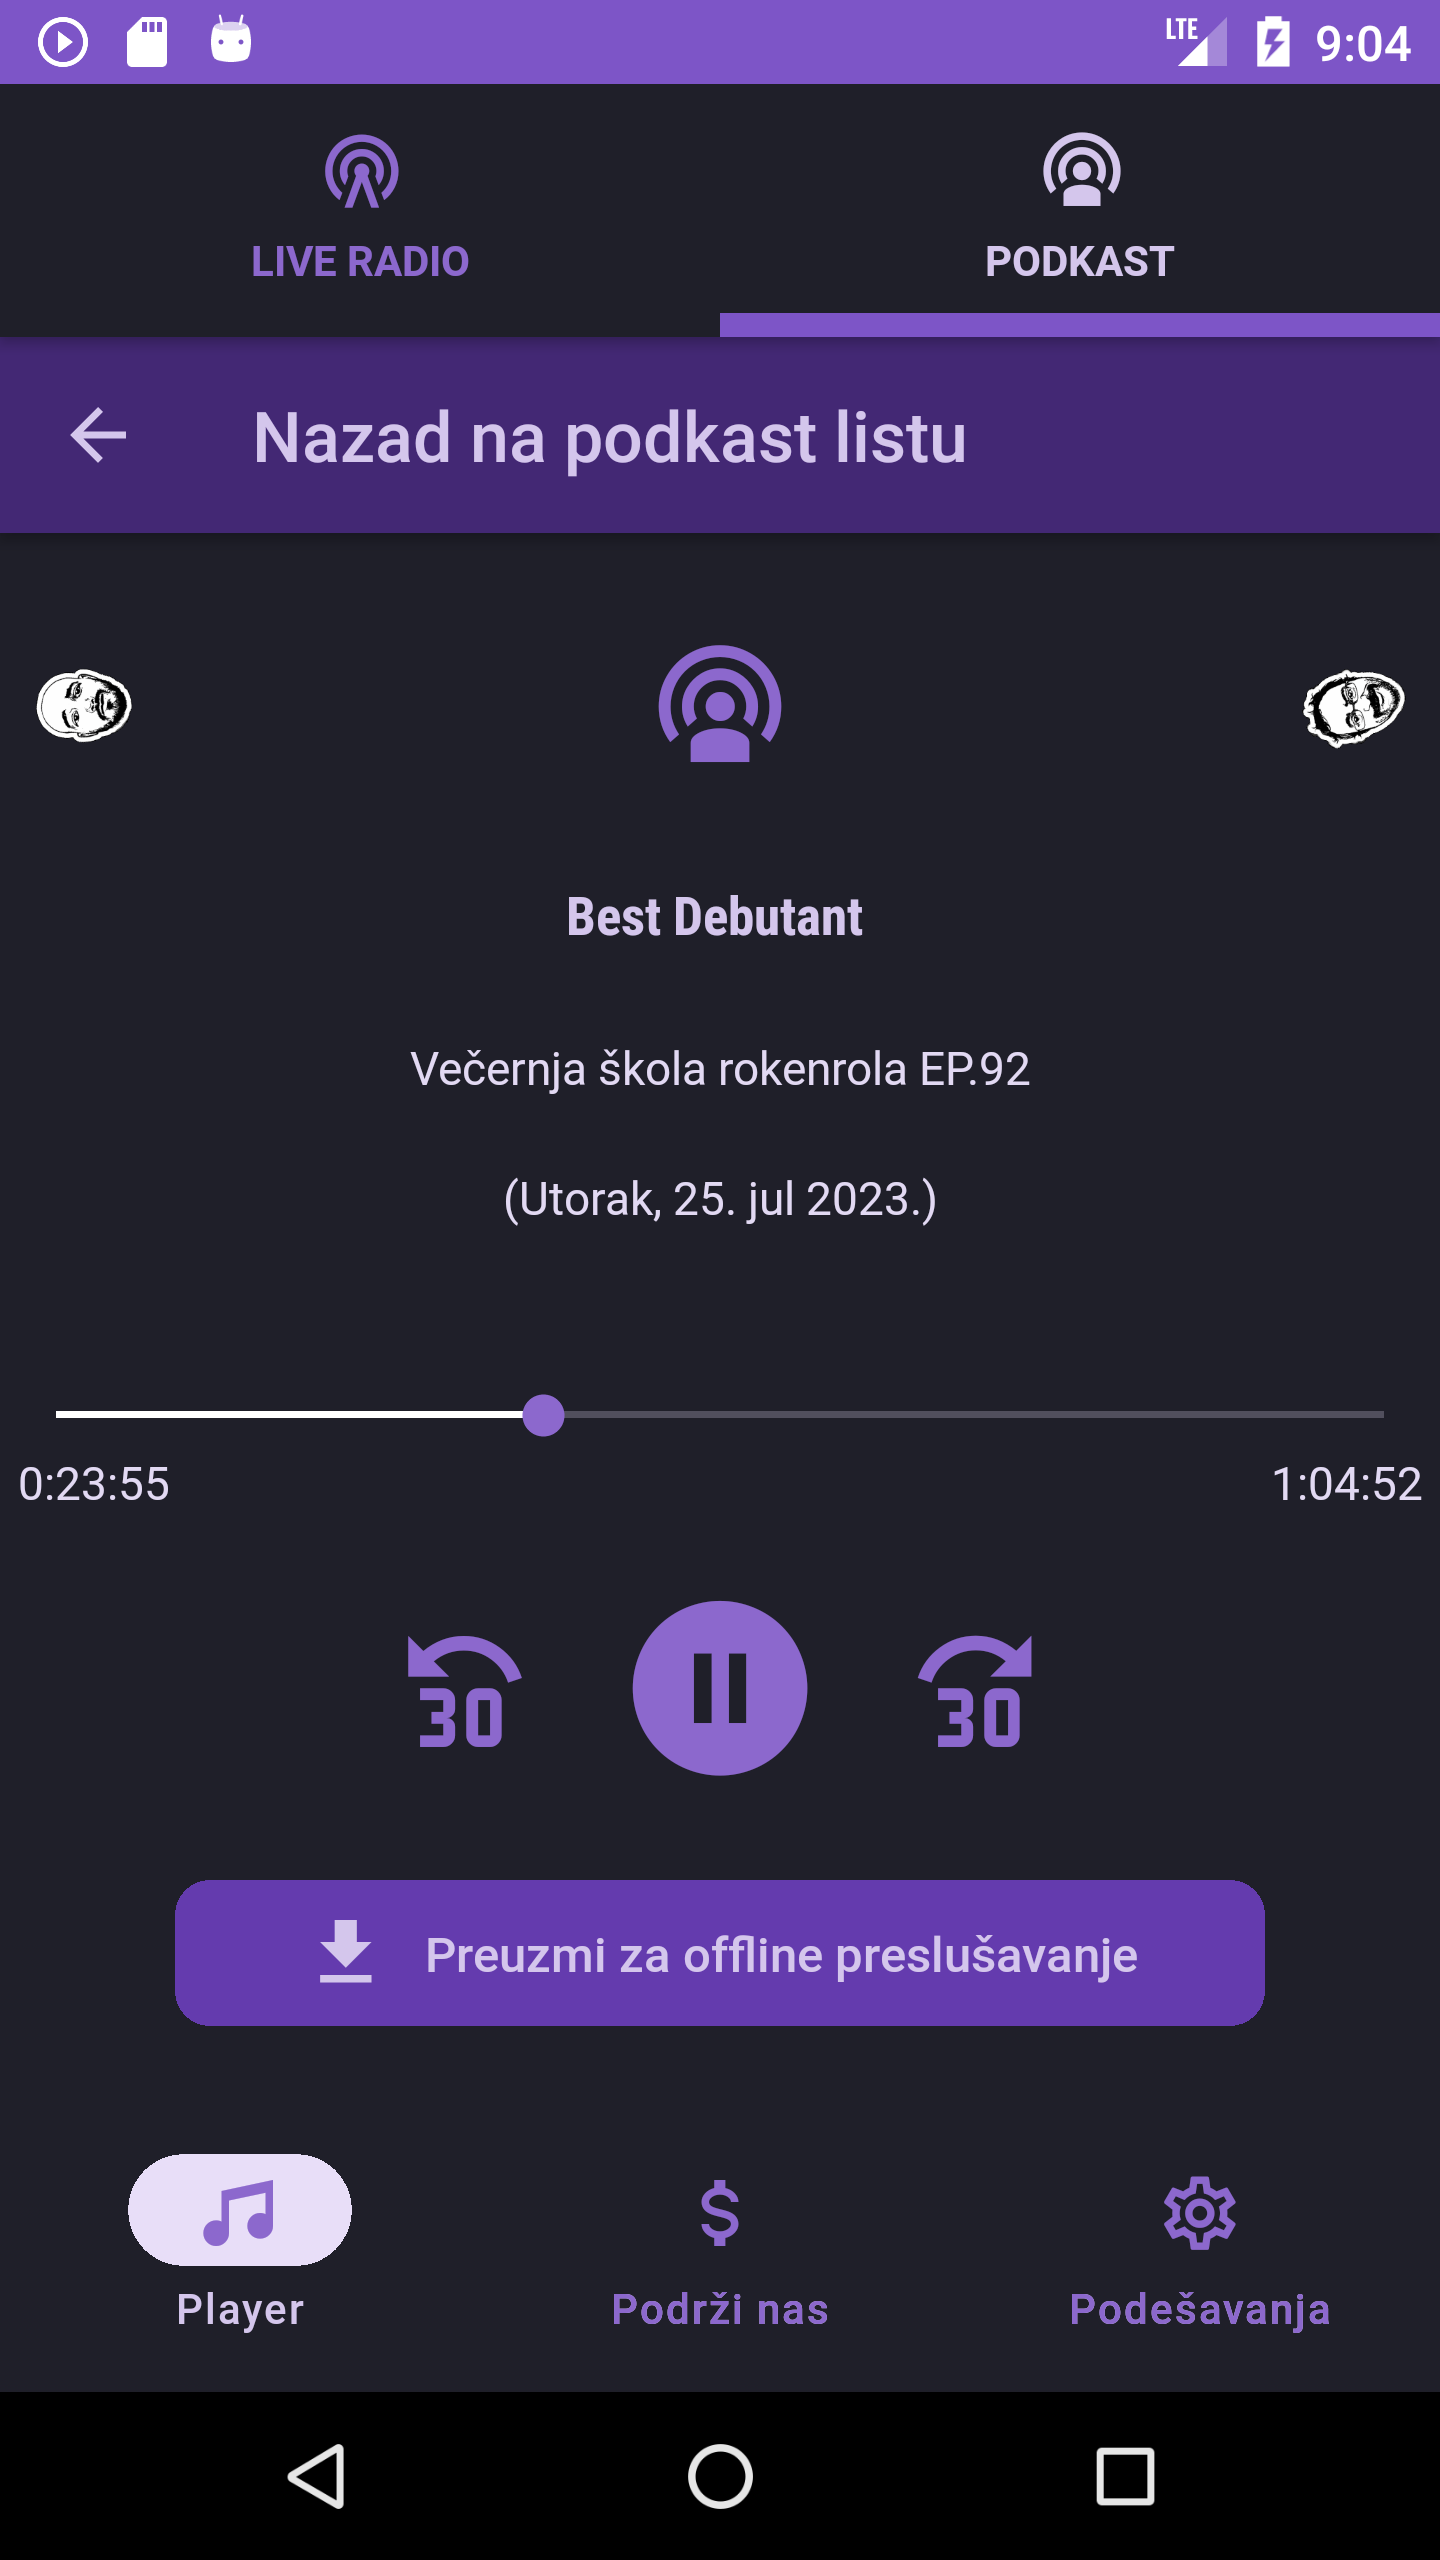 LTE 9:04
LIVE RADIO
PODKAST
Nazad na podkast listu
Best Debutant
Večernja škola rokenrola EP.92
(Utorak, 25. jul 2023.)
0:23:55
1:04:52
30
30
Preuzmi za offline preslušavanje
Player
Podrži nas
Podešavanja